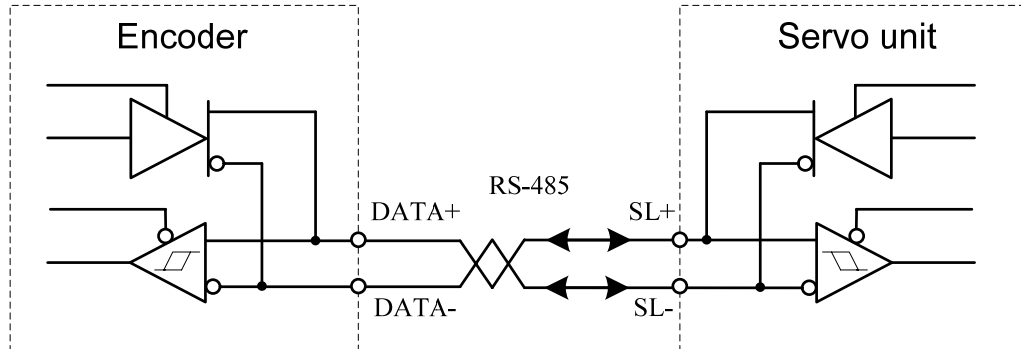 Encoder
Servo unit
RS-485
DATA+
SL+
DATA-
SL-